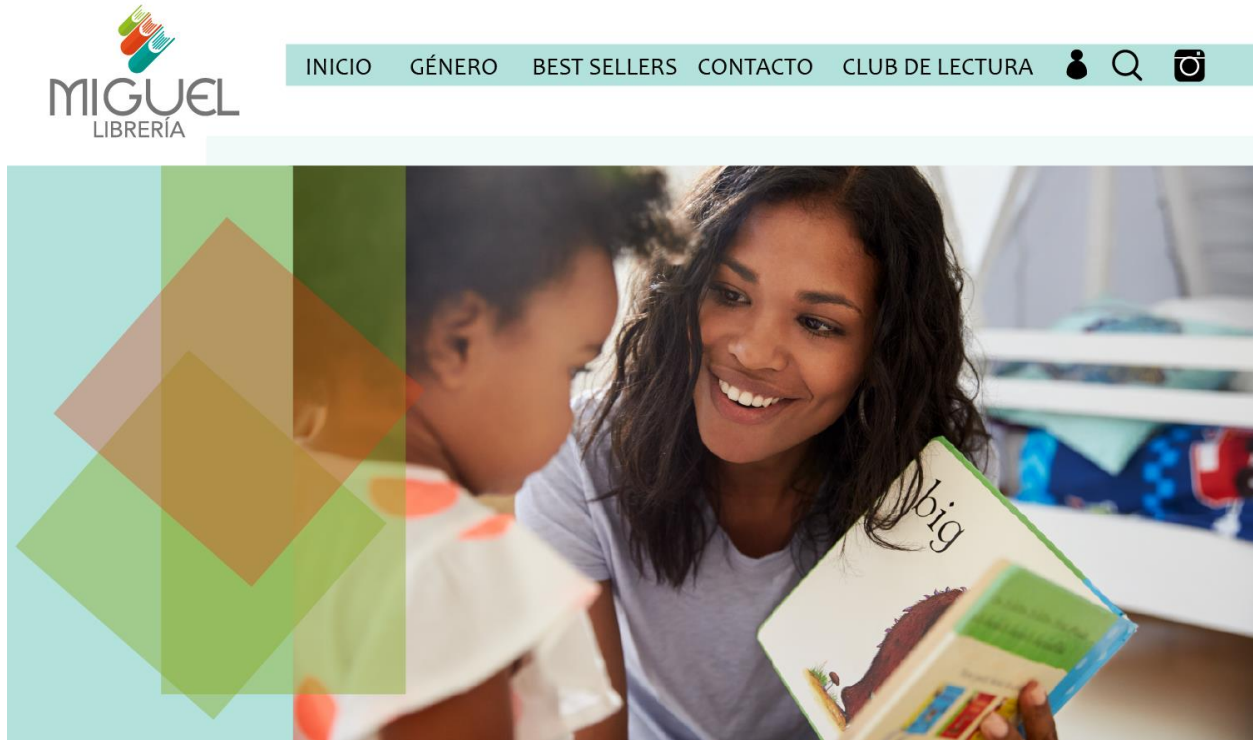 MIGUEL
LIBRERÍA
INICIO GÉNERO BEST SELLERS CONTACTO CLUB DE LECTURA
big